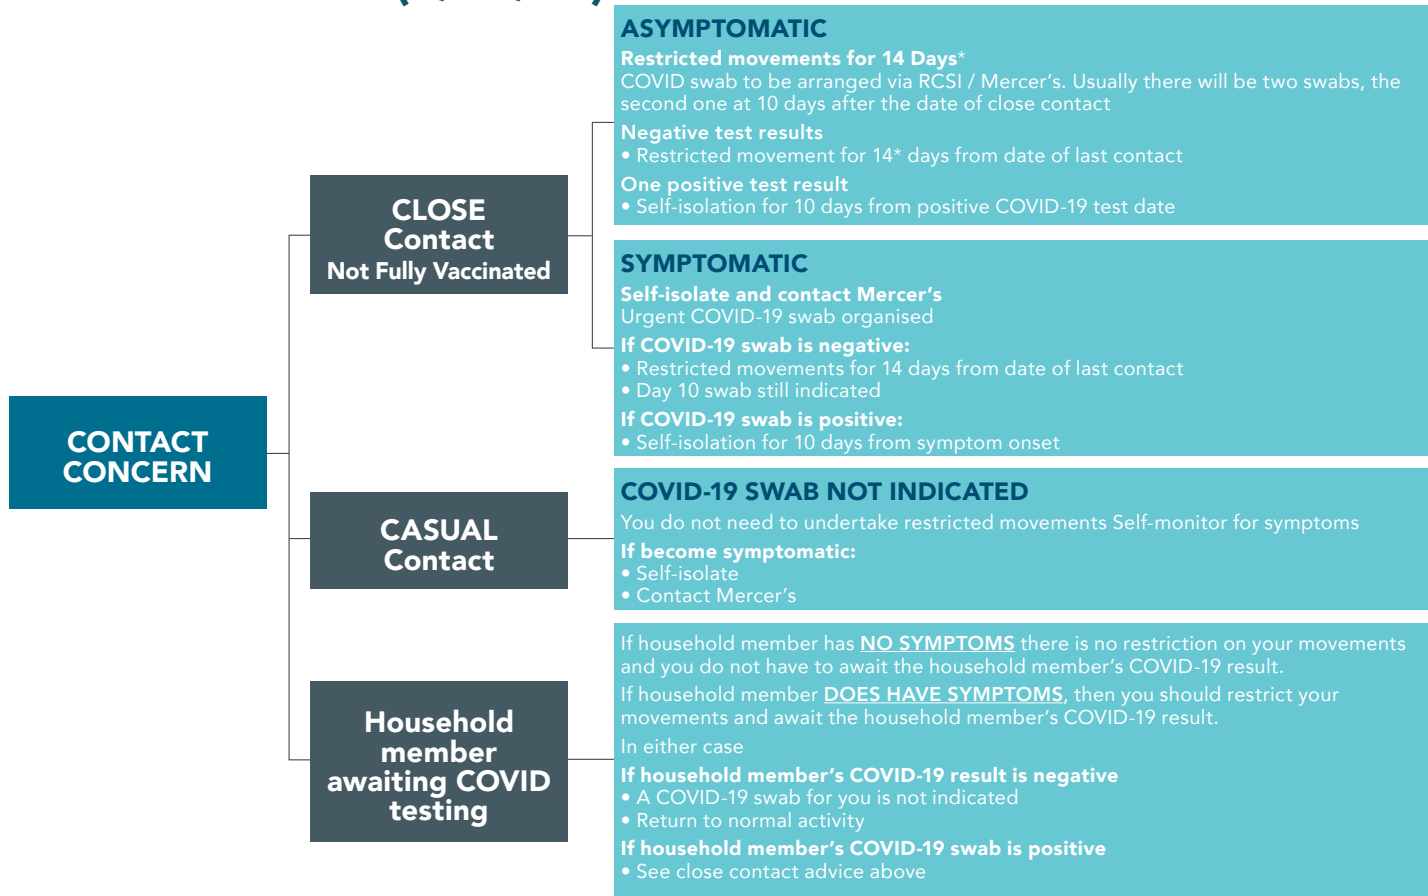 CONTACT
CONCERN
CLOSE
Contact
Not Fully Vaccinated
ASYMPTOMATIC
Restricted movements for 14 Days*
COVID swab to be arranged via RCSI / Mercer’s. Usually there will be two swabs, the
second one at 10 days after the date of close contact
Negative test results
• Restricted movement for 14* days from date of last contact
One positive test result
• Self-isolation for 10 days from positive COVID-19 test date
SYMPTOMATIC
Self-isolate and contact Mercer’s
Urgent COVID-19 swab organised
If COVID-19 swab is negative:
• Restricted movements for 14 days from date of last contact
• Day 10 swab still indicated
If COVID-19 swab is positive:
• Self-isolation for 10 days from symptom onset
CASUAL
Contact
COVID-19 SWAB NOT INDICATED
You do not need to undertake restricted movements Self-monitor for symptoms
If become symptomatic:
• Self-isolate
• Contact Mercer’s
Household
member
awaiting COVID
testing
If household member has NO SYMPTOMS there is no restriction on your movements
and you do not have to await the household member’s COVID-19 result.
If household member DOES HAVE SYMPTOMS, then you should restrict your
movements and await the household member’s COVID-19 result.
In either case
If household member’s COVID-19 result is negative
• A COVID-19 swab for you is not indicated
• Return to normal activity
If household member’s COVID-19 swab is positive
• See close contact advice above